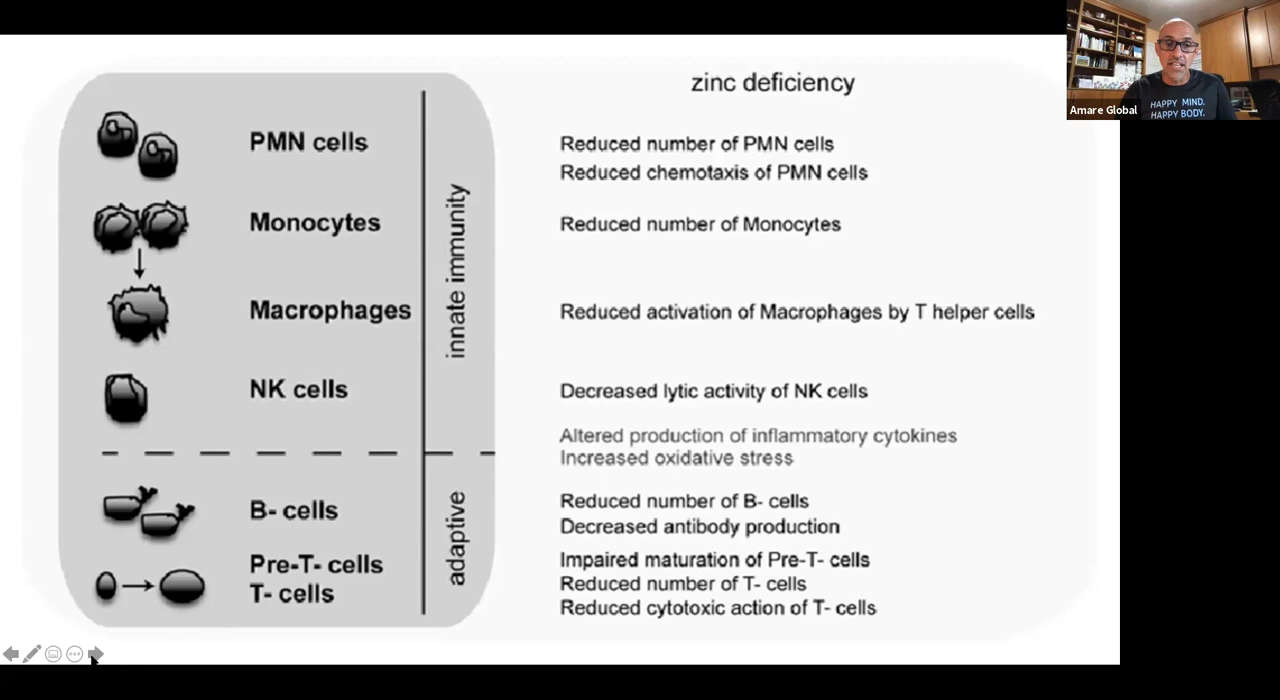 zinc deficiency
PMN cells
Reduced number of PMN cells
Reduced chemotaxis of PMN cells
Monocytes
Reduced number of Monocytes
Macrophages
Reduced activation of Macrophages by T helper cells
NK cells
Decreased lytic activity of NK cells
innate immunity
Altered production of inflammatory cytokines
Increased oxidative stress
B- cells
Reduced number of B- cells
Decreased antibody production
Pre-T- cells
T- cells
Impaired maturation of Pre-T- cells
Reduced number of T- cells
Reduced cytotoxic action of T- cells
adaptive
Amare Global
HAPPY MIND.
HAPPY BODY.